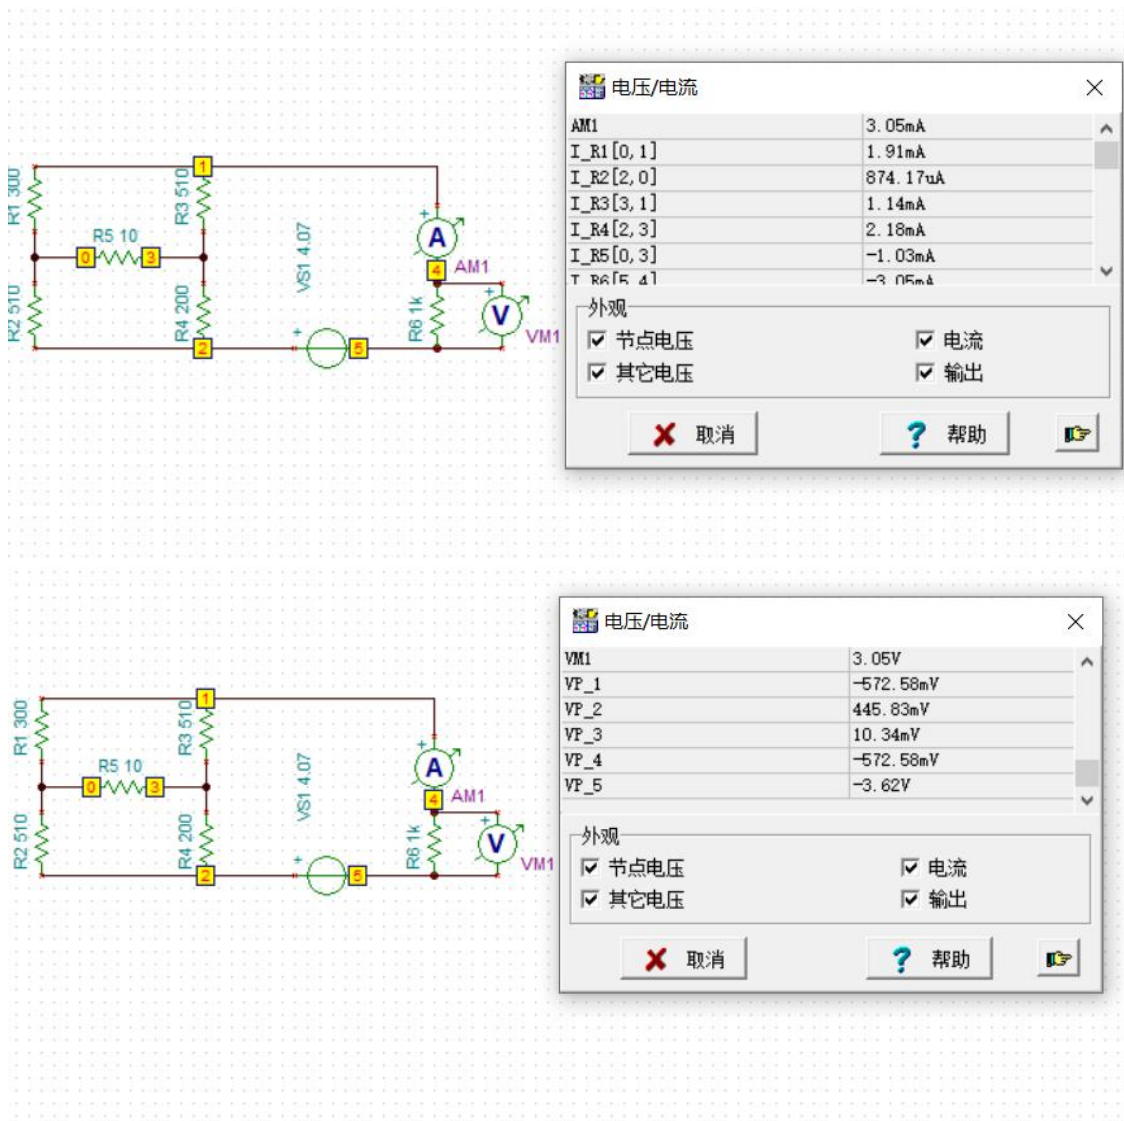 电压/电流
AM1 3.05mA
I_R1[0,1] 1.91mA
I_R2[2,0] 874.17uA
I_R3[3,1] 1.14mA
I_R4[2,3] 2.18mA
I_R5[0,3] -1.03mA
I_R6[5,4] -3.05mA
外观
节点电压 电流
其它电压 输出
取消 ? 帮助
1
R1 300
R3 510
R5 10
0
3
R2 510
R4 200
2
VS1 4.07
+
5
+
A
4
AM1
R6 1k
+
V
VM1
电压/电流
VM1 3.05V
VP_1 -572.58mV
VP_2 445.83mV
VP_3 10.34mV
VP_4 -572.58mV
VP_5 -3.62V
外观
节点电压 电流
其它电压 输出
取消 ? 帮助
1
R1 300
R3 510
R5 10
0
3
R2 510
R4 200
2
VS1 4.07
+
5
+
A
4
AM1
R6 1k
+
V
VM1